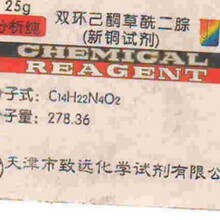 25g
分析纯
双环己酮草酰二腙
(新铜试剂)
CHEMICAL
REAGENT
子式: C14H22N4O2
子量: 278.36
天津市致远化学试剂有限公